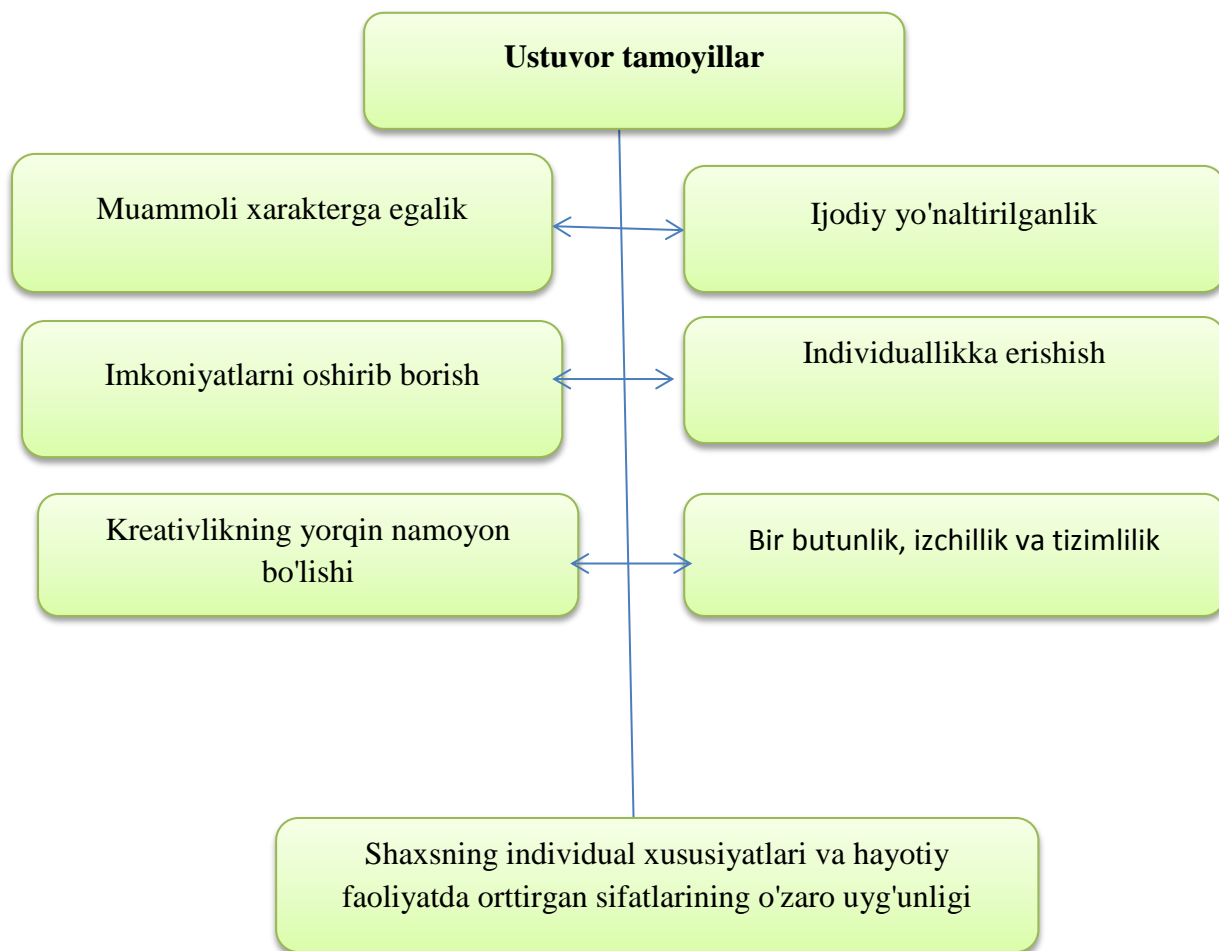 Ustuvor tamoyillar
Muammoli xarakterga egalik
Ijodiy yo'naltirilganlik
Imkoniyatlarni oshirib borish
Individuallikka erishish
Kreativlikning yorqin namoyon
bo'lishi
Bir butunlik, izchillik va tizimlilik
Shaxsning individual xususiyatlari va hayotiy
faoliyatda orttirgan sifatlarining o'zaro uyg'unligi